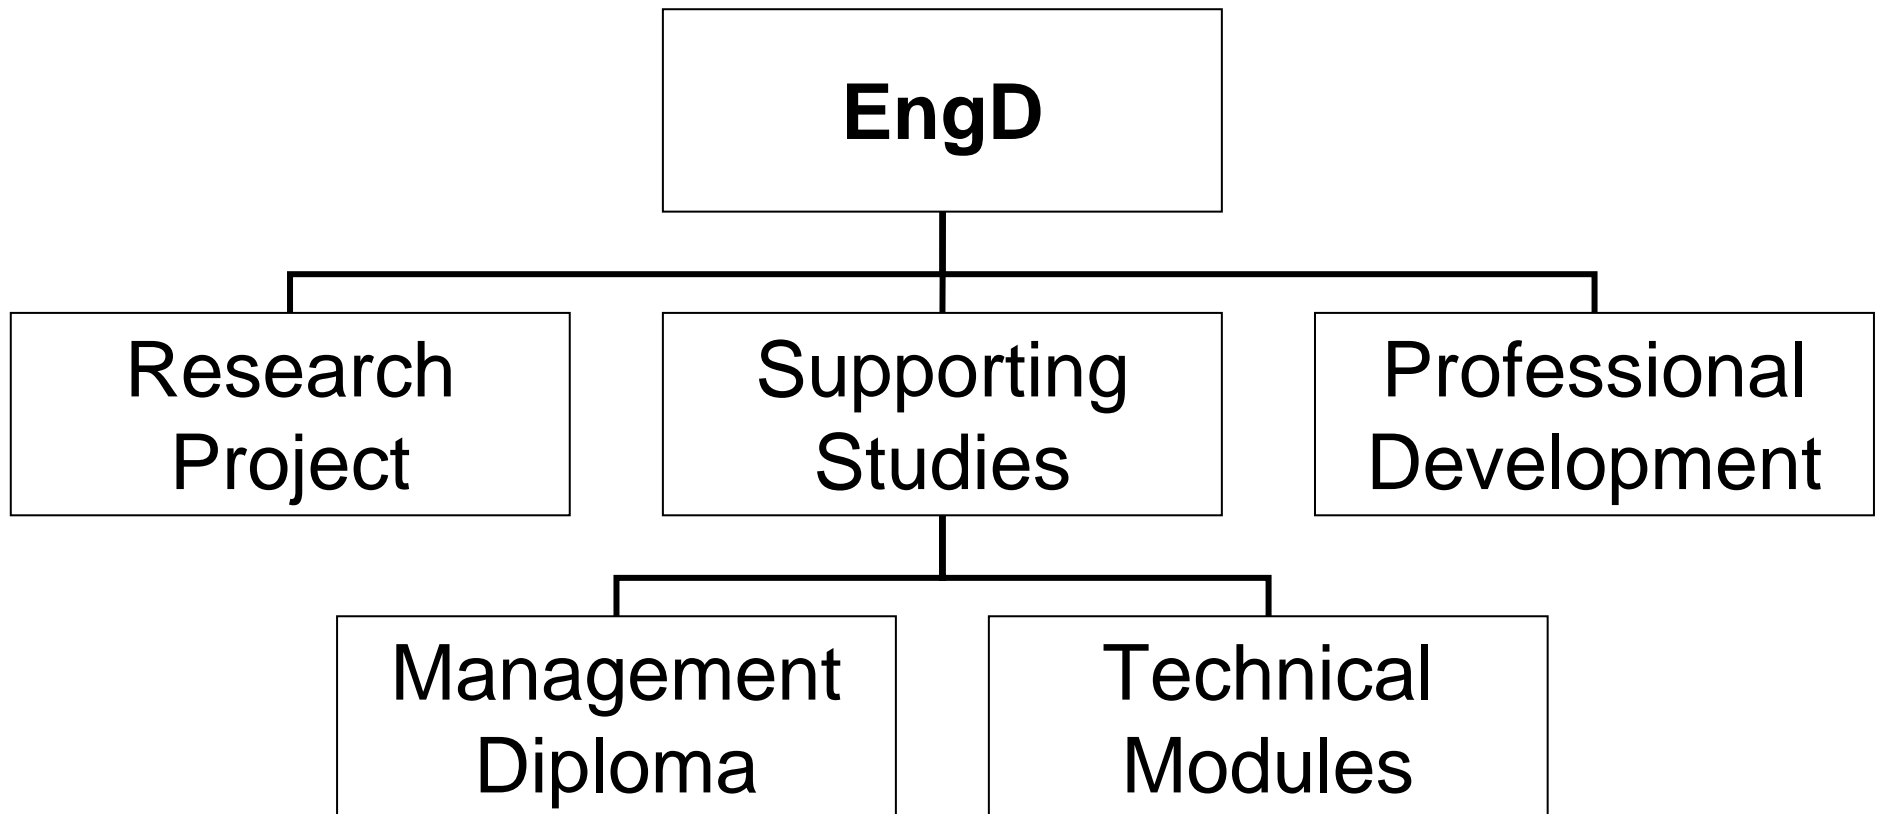 EngD
Research
Project
Supporting
Studies
Professional
Development
Management
Diploma
Technical
Modules